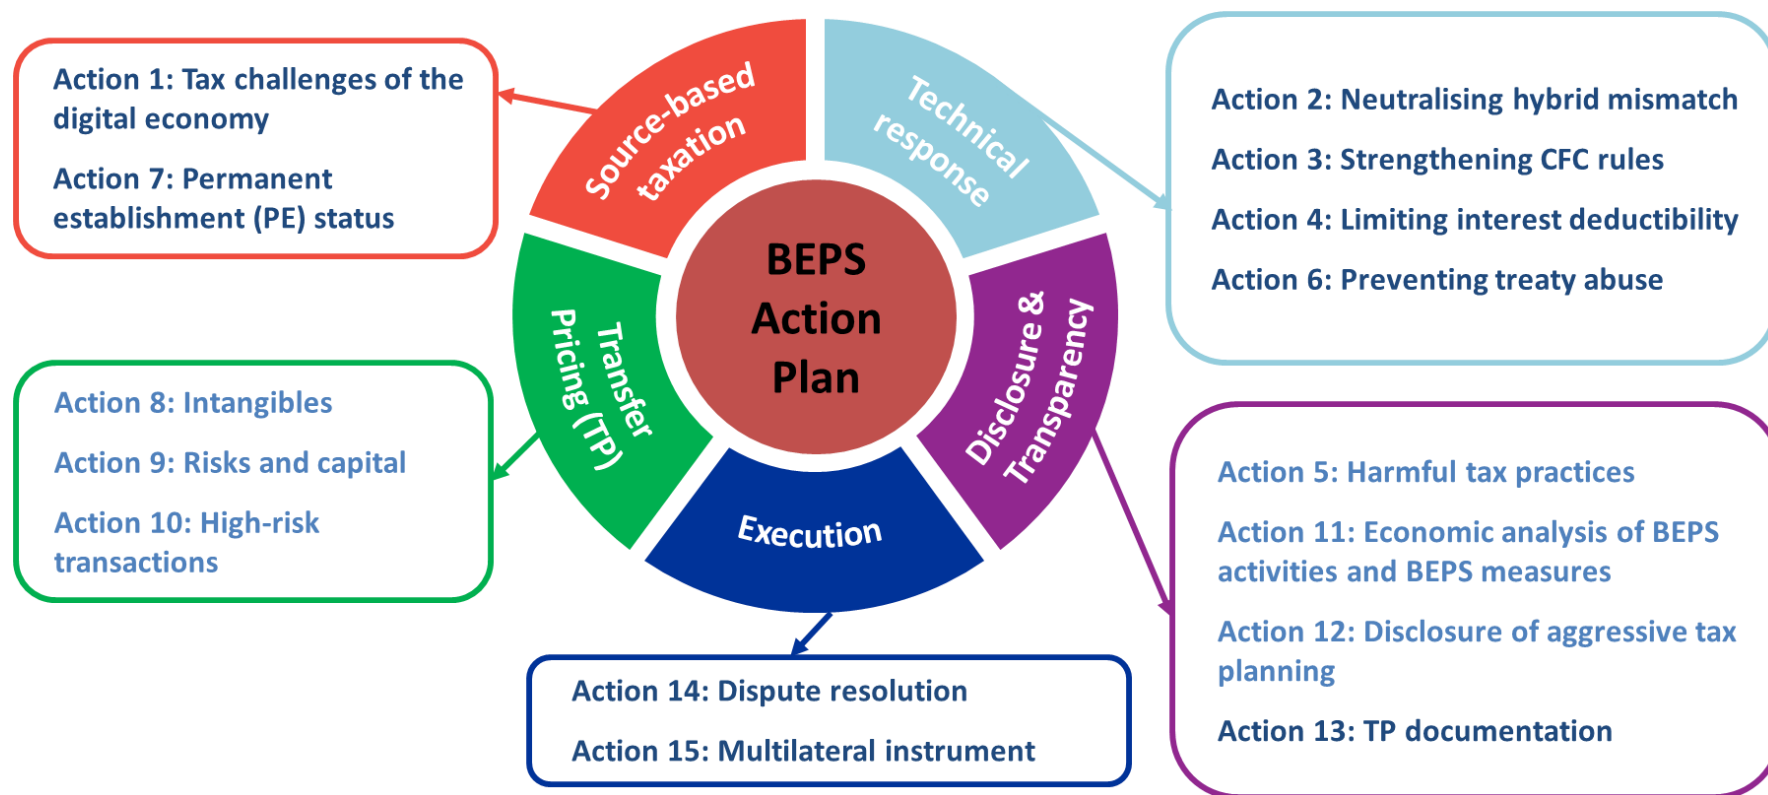 Action 1: Tax challenges of the
digital economy
Action 7: Permanent
establishment (PE) status
Source-based
taxation
Technical
response
Action 2: Neutralising hybrid mismatch
Action 3: Strengthening CFC rules
Action 4: Limiting interest deductibility
Action 6: Preventing treaty abuse
BEPS
Action
Plan
Transfer
Pricing (TP)
Disclosure &
Transparency
Execution
Action 8: Intangibles
Action 9: Risks and capital
Action 10: High-risk
transactions
Action 5: Harmful tax practices
Action 11: Economic analysis of BEPS
activities and BEPS measures
Action 12: Disclosure of aggressive tax
planning
Action 13: TP documentation
Action 14: Dispute resolution
Action 15: Multilateral instrument